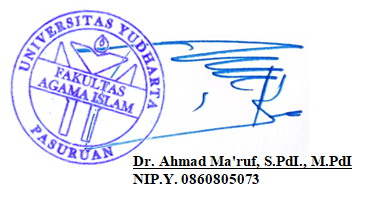 UNIVERSITAS YUDHARTA
FAKULTAS
AGAMA ISLAM
PASURUAN
Dr. Ahmad Ma'ruf, S.PdI., M.PdI
NIP.Y. 0860805073